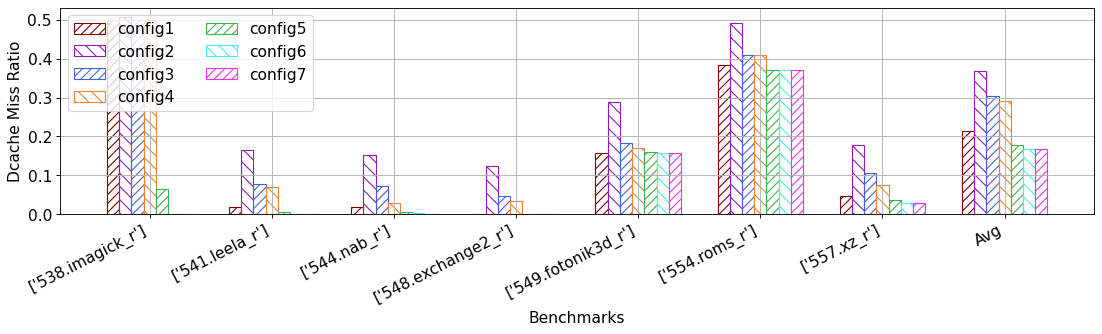 0.5
0.4
0.3
0.2
0.1
0.0
Dcache Miss Ratio
config1
config2
config3
config4
config5
config6
config7
['538.imagick_r']
['541.leela_r']
['544.nab_r']
['548.exchange2_r']
['549.fotonik3d_r']
['554.roms_r']
['557.xz_r']
Avg
Benchmarks